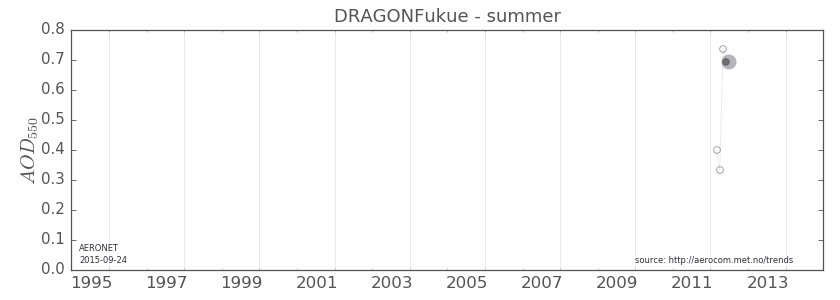 DRAGONFukue - summer
0.8
0.7
0.6
0.5
0.4
0.3
0.2
0.1
0.0
AOD550
AERONET
2015-09-24
source: http://aerocom.met.no/trends
1995 1997 1999 2001 2003 2005 2007 2009 2011 2013